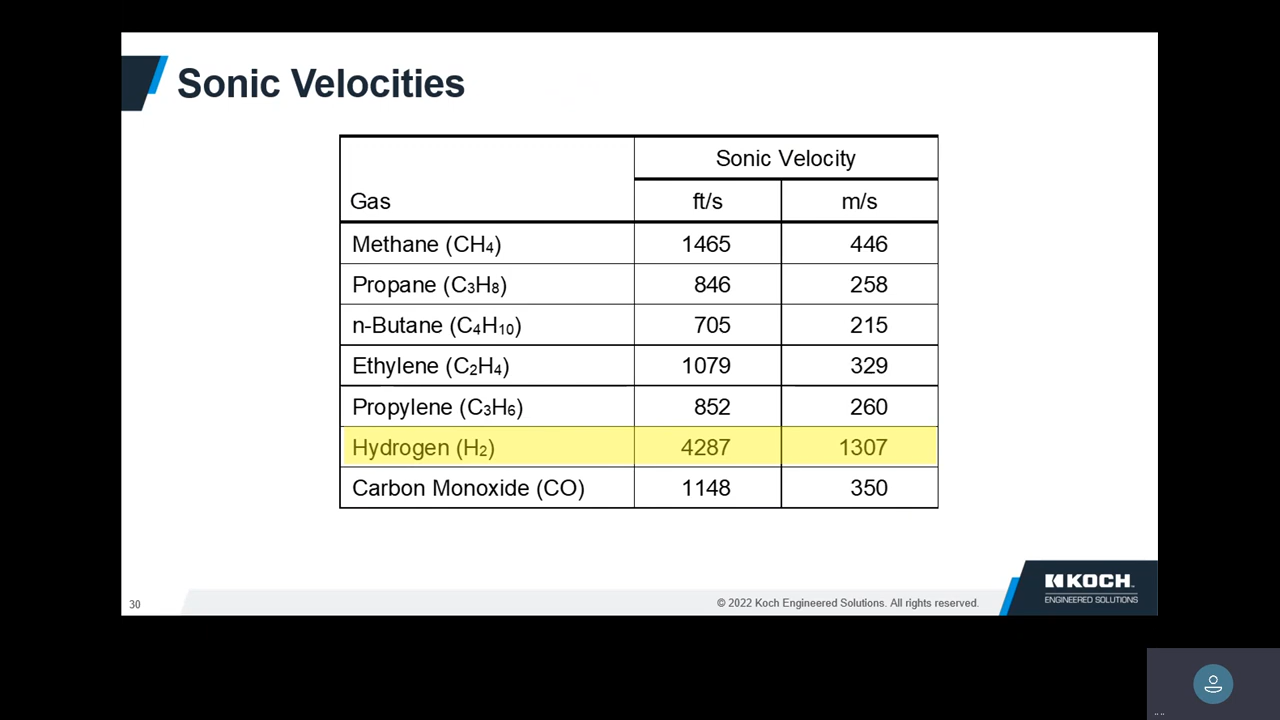 Sonic Velocities
Sonic Velocity
Gas ft/s m/s
Methane (CH₄) 1465 446
Propane (C₃H₈) 846 258
n-Butane (C₄H₁₀) 705 215
Ethylene (C₂H₄) 1079 329
Propylene (C₃H₆) 852 260
Hydrogen (H₂) 4287 1307
Carbon Monoxide (CO) 1148 350
30
© 2022 Koch Engineered Solutions. All rights reserved.
KOCH™
ENGINEERED SOLUTIONS